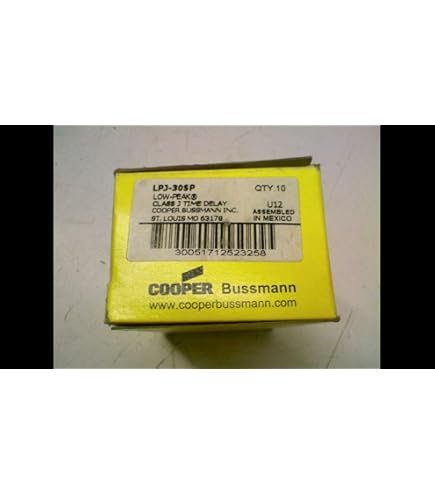 LPJ-30SP QTY.10
LOW-PEAK®
CLASS J TIME DELAY U12
COOPER BUSSMANN INC. ASSEMBLED
ST. LOUIS MO 63178 IN MEXICO
30051712523258
COOPER Bussmann
www.cooperbussmann.com